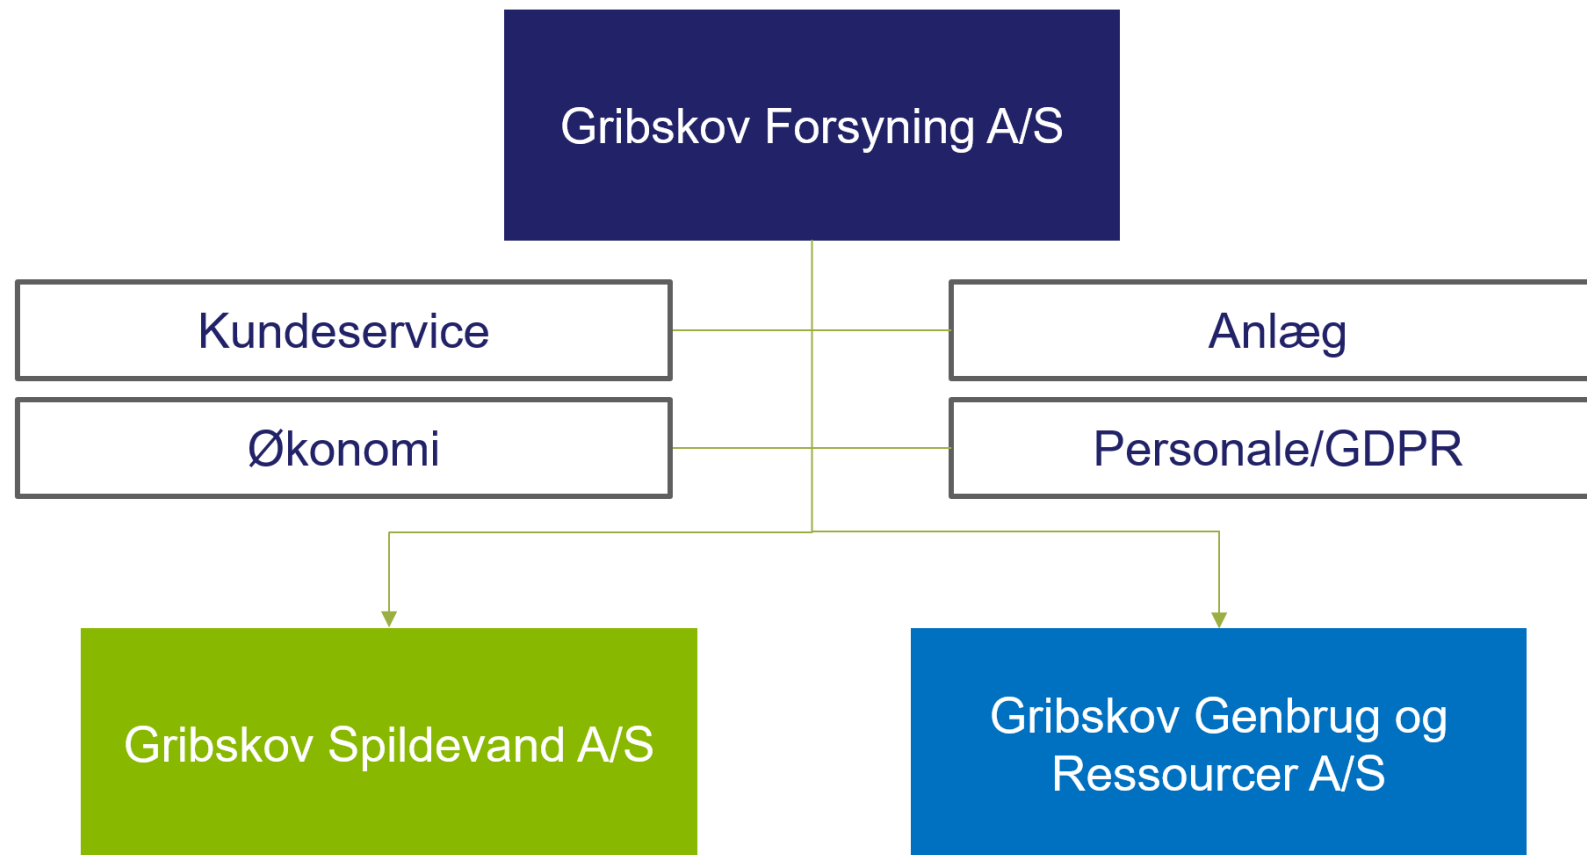 Gribskov Forsyning A/S
Kundeservice
Anlæg
Økonomi
Personale/GDPR
Gribskov Spildevand A/S
Gribskov Genbrug og
Ressourcer A/S